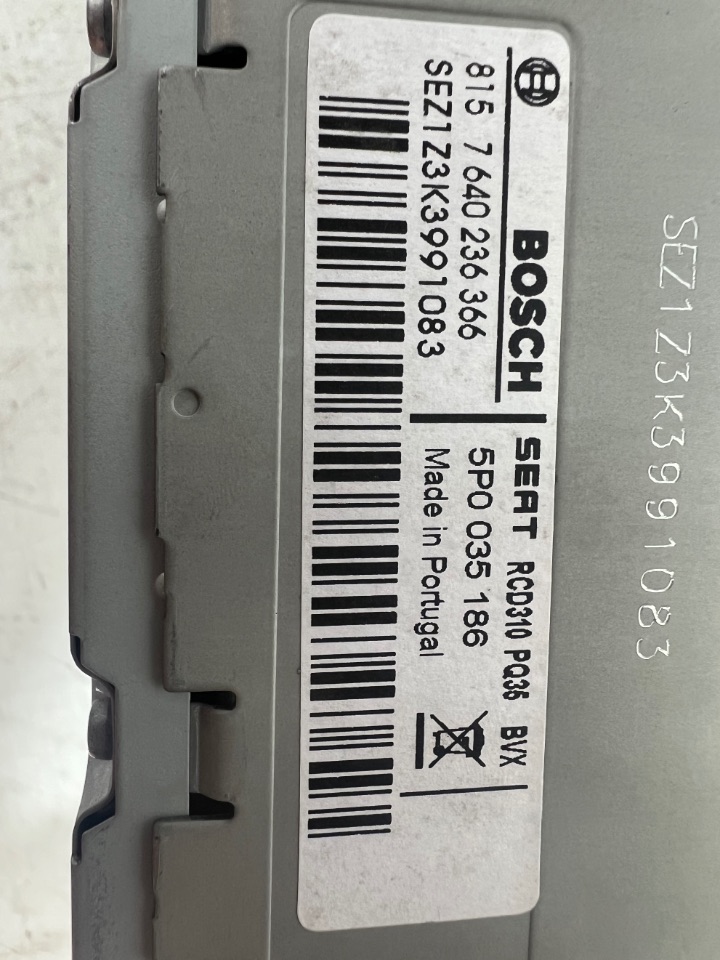 SEZ1Z3K3991083
BOSCH
815 7 640 236 366
SEZ1Z3K3991083
SEAT RCD310 PQ35 BVX
5P0 035 186
Made in Portugal